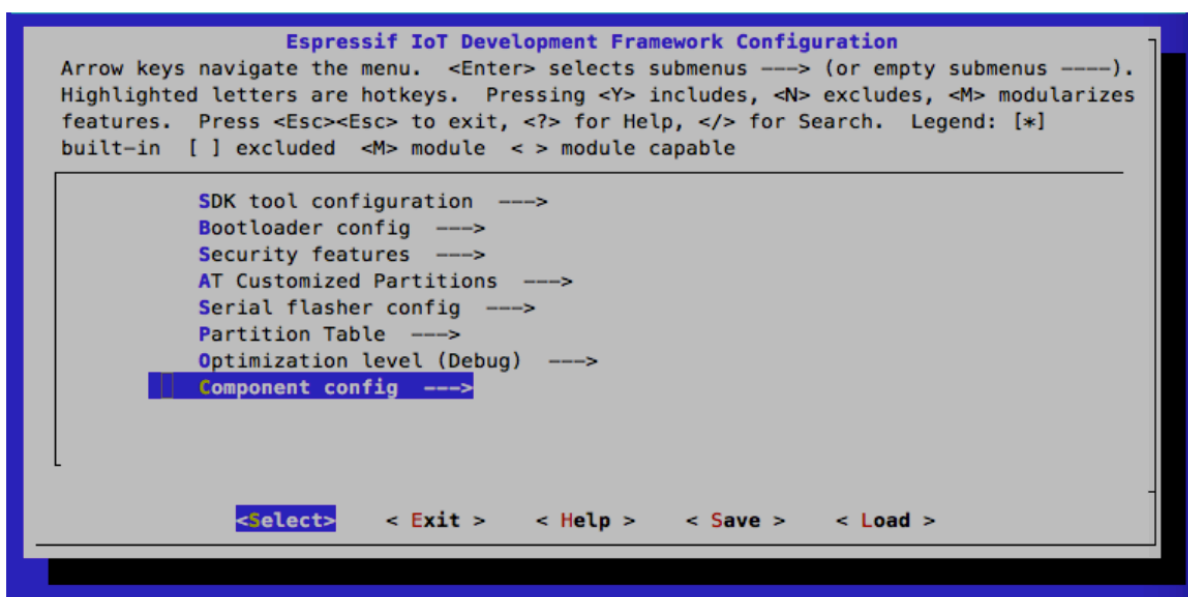 Espressif IoT Development Framework Configuration
Arrow keys navigate the menu.  <Enter> selects submenus ---> (or empty submenus ----).
Highlighted letters are hotkeys.  Pressing <Y> includes, <N> excludes, <M> modularizes
features.  Press <Esc><Esc> to exit, <?> for Help, </> for Search.  Legend: [*]
built-in  [ ] excluded  <M> module  < > module capable
SDK tool configuration  --->
Bootloader config  --->
Security features  --->
AT Customized Partitions  --->
Serial flasher config  --->
Partition Table  --->
Optimization level (Debug)  --->
Component config  --->
<Select>    < Exit >    < Help >    < Save >    < Load >